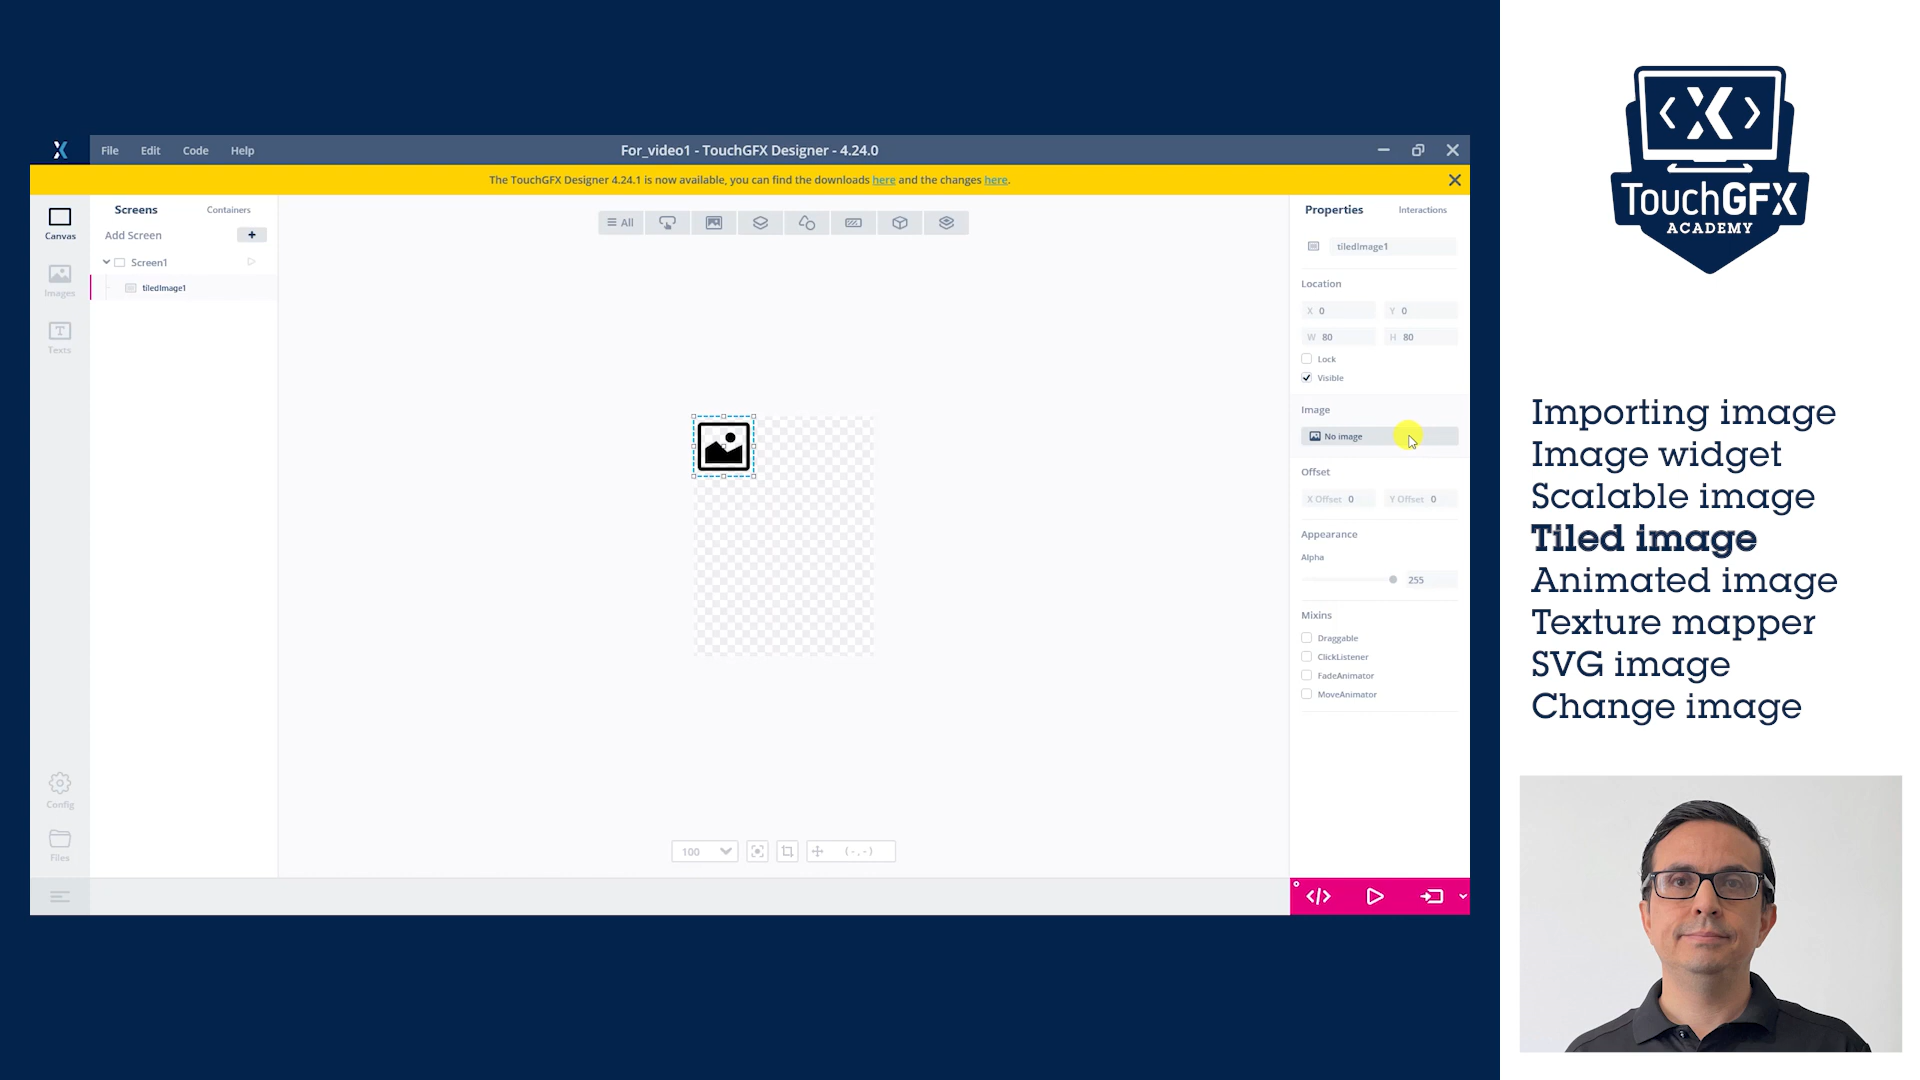 File Edit Code Help
For_video1 - TouchGFX Designer - 4.24.0
The TouchGFX Designer 4.24.1 is now available, you can find the downloads here and the changes here.
Canvas
Images
Texts
Config
Files
Screens Containers
Add Screen +
Screen1
tiledImage1
All
100
(-,-)
Properties Interactions
tiledImage1
Location
X 0 Y 0
W 80 H 80
Lock
Visible
Image
No image
Offset
X Offset 0 Y Offset 0
Appearance
Alpha
255
Mixins
Draggable
ClickListener
FadeAnimator
MoveAnimator
TouchGFX
ACADEMY
Importing image
Image widget
Scalable image
Tiled image
Animated image
Texture mapper
SVG image
Change image